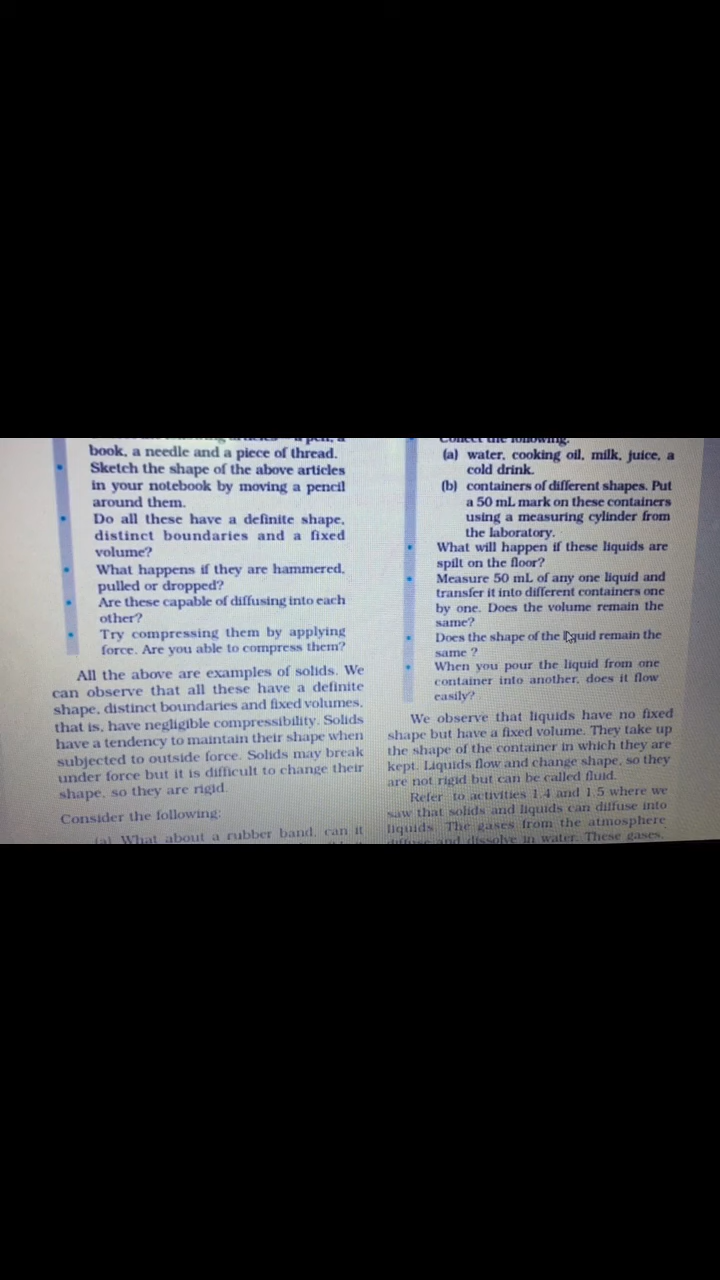 book, a needle and a piece of thread.
Sketch the shape of the above articles
in your notebook by moving a pencil
around them.
Do all these have a definite shape,
distinct boundaries and a fixed
volume?
What happens if they are hammered,
pulled or dropped?
Are these capable of diffusing into each
other?
Try compressing them by applying
force. Are you able to compress them?
All the above are examples of solids. We
can observe that all these have a definite
shape, distinct boundaries and fixed volumes,
that is, have negligible compressibility. Solids
have a tendency to maintain their shape when
subjected to outside force. Solids may break
under force but it is difficult to change their
shape, so they are rigid.
Consider the following:
(a) What about a rubber band, can it
Collect the following:
(a) water, cooking oil, milk, juice, a
cold drink.
(b) containers of different shapes. Put
a 50 mL mark on these containers
using a measuring cylinder from
the laboratory.
What will happen if these liquids are
spilt on the floor?
Measure 50 mL of any one liquid and
transfer it into different containers one
by one. Does the volume remain the
same?
Does the shape of the liquid remain the
same ?
When you pour the liquid from one
container into another, does it flow
easily?
We observe that liquids have no fixed
shape but have a fixed volume. They take up
the shape of the container in which they are
kept. Liquids flow and change shape, so they
are not rigid but can be called fluid.
Refer to activities 1.4 and 1.5 where we
saw that solids and liquids can diffuse into
liquids. The gases from the atmosphere
diffuse and dissolve in water. These gases,